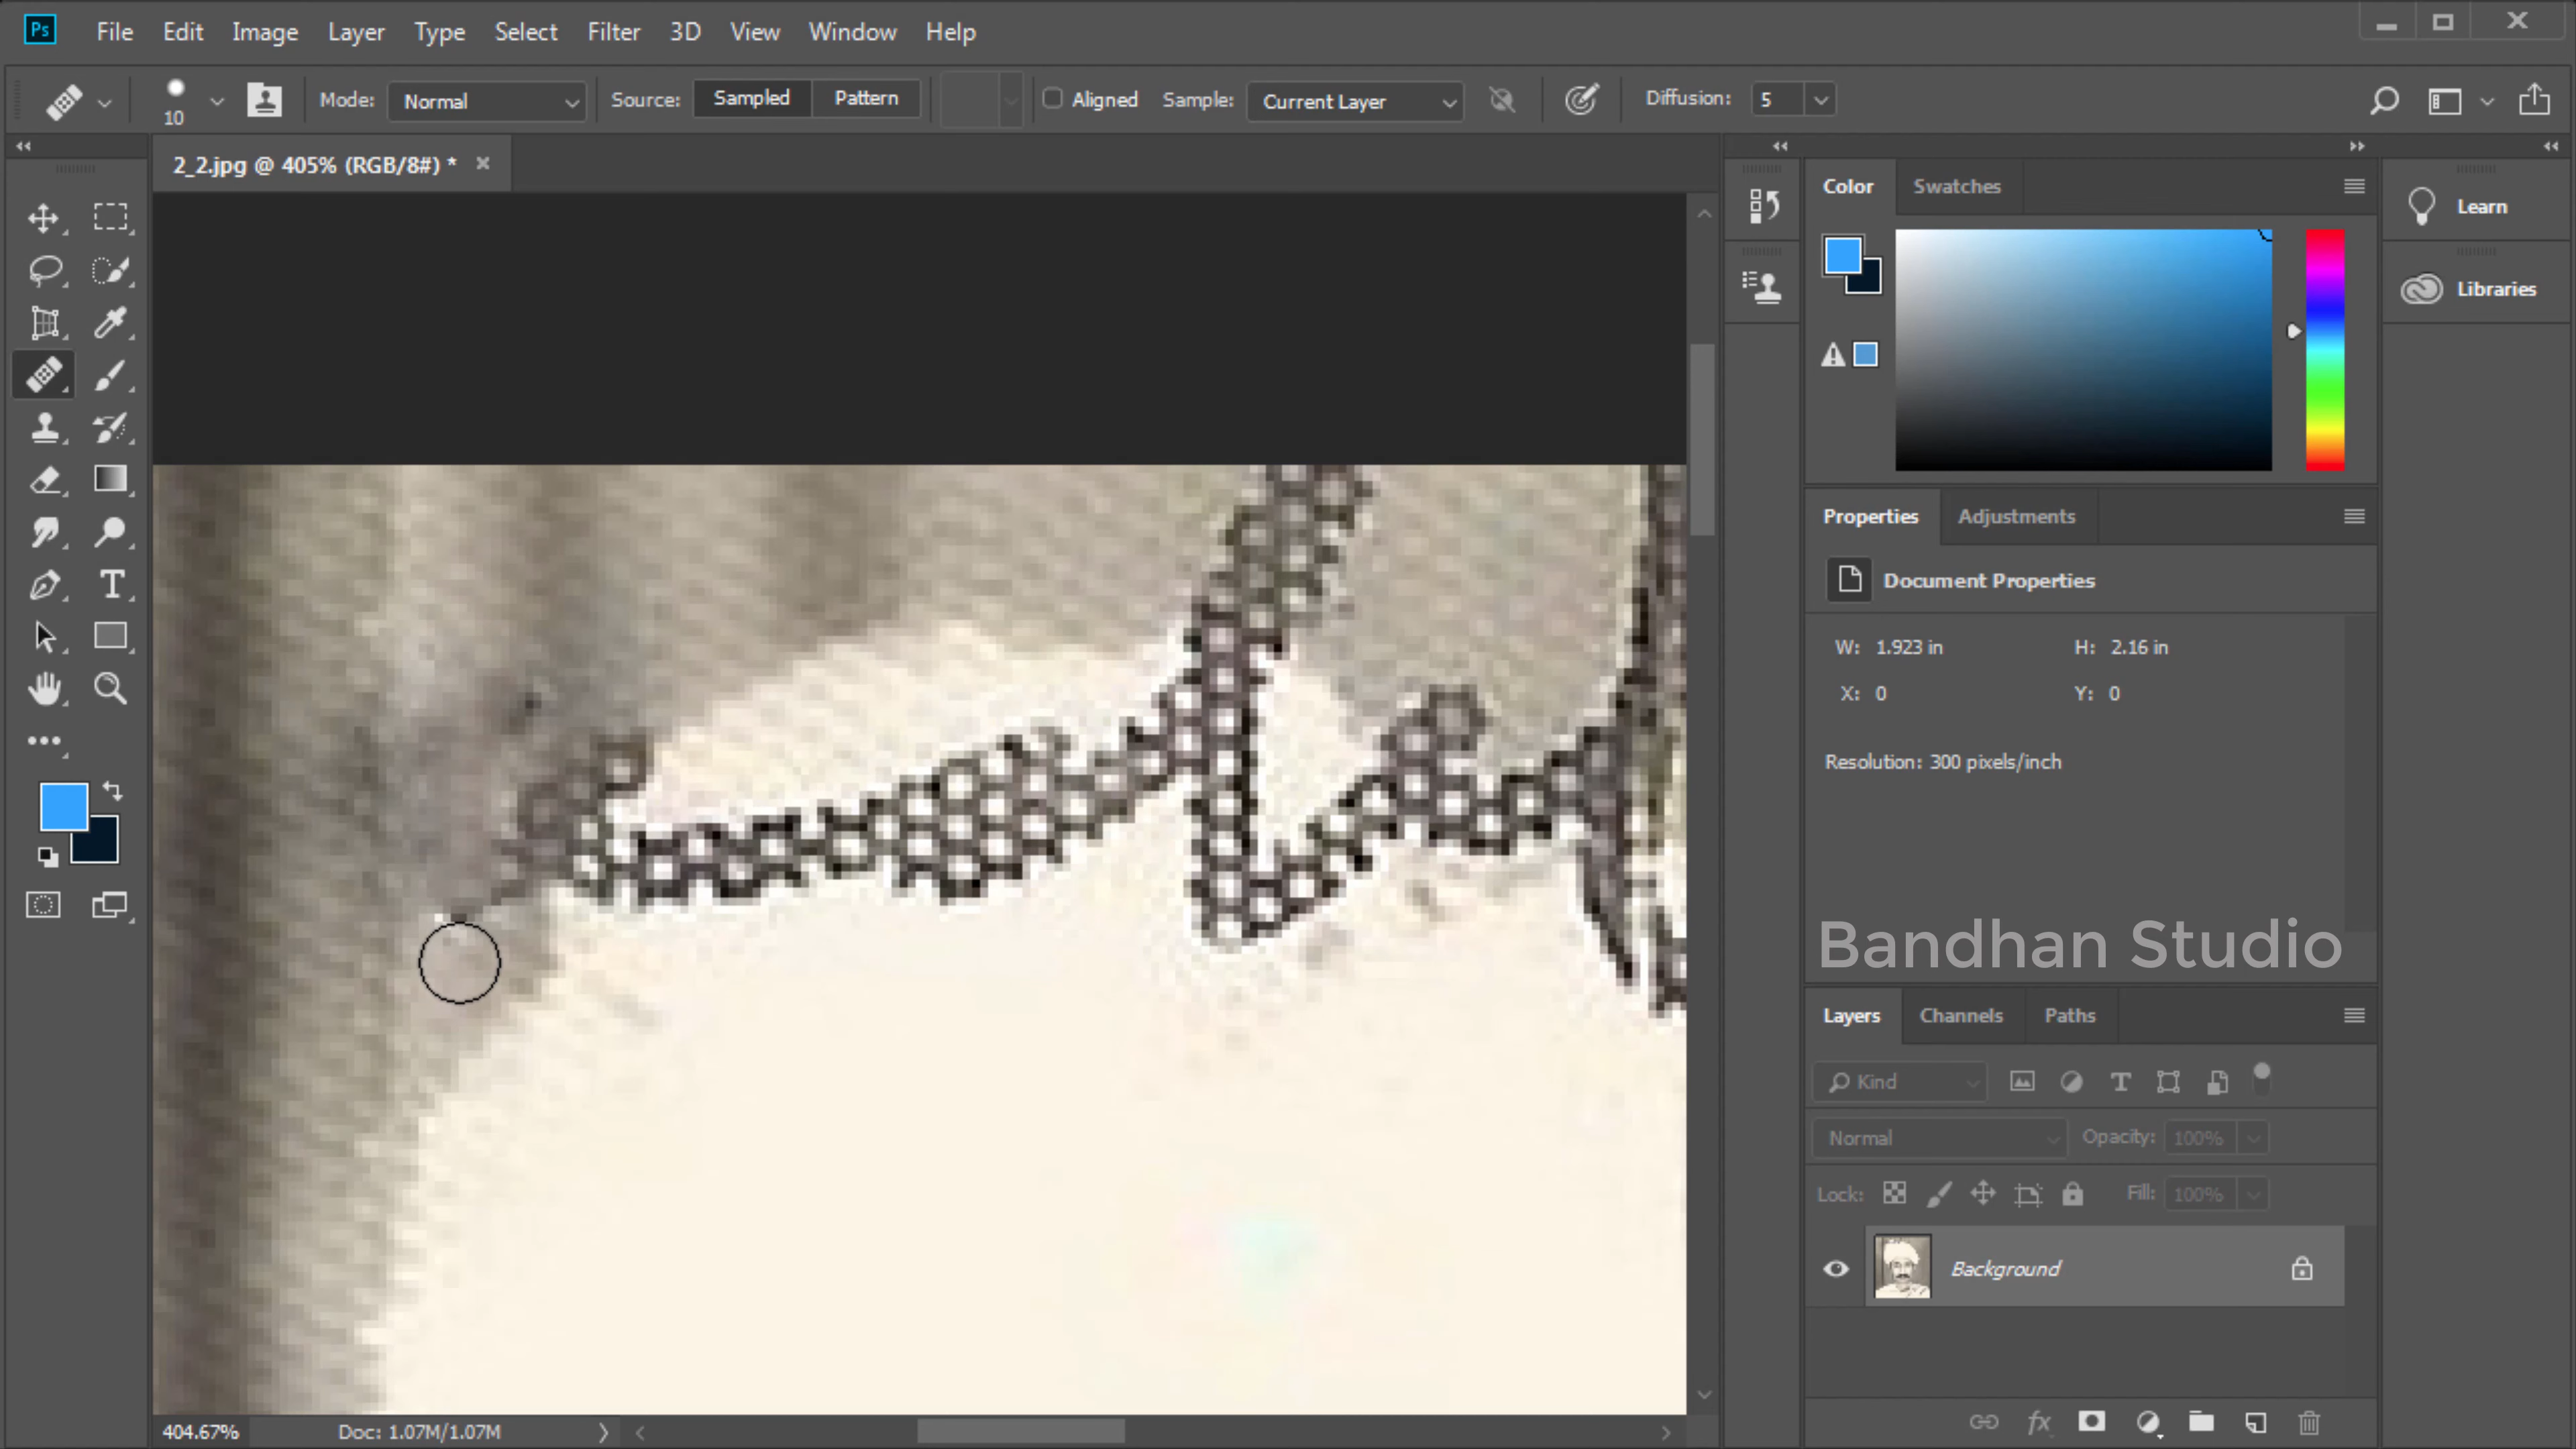 Ps File Edit Image Layer Type Select Filter 3D View Window Help
10 Mode: Normal Source: Sampled Pattern Aligned Sample: Current Layer Diffusion: 5
2_2.jpg @ 405% (RGB/8#) *
Color Swatches
Learn
Libraries
Properties Adjustments
Document Properties
W: 1.923 in H: 2.16 in
X: 0 Y: 0
Resolution: 300 pixels/inch
Bandhan Studio
Layers Channels Paths
Kind
Normal Opacity: 100%
Lock: Fill: 100%
Background
fx
404.67% Doc: 1.07M/1.07M